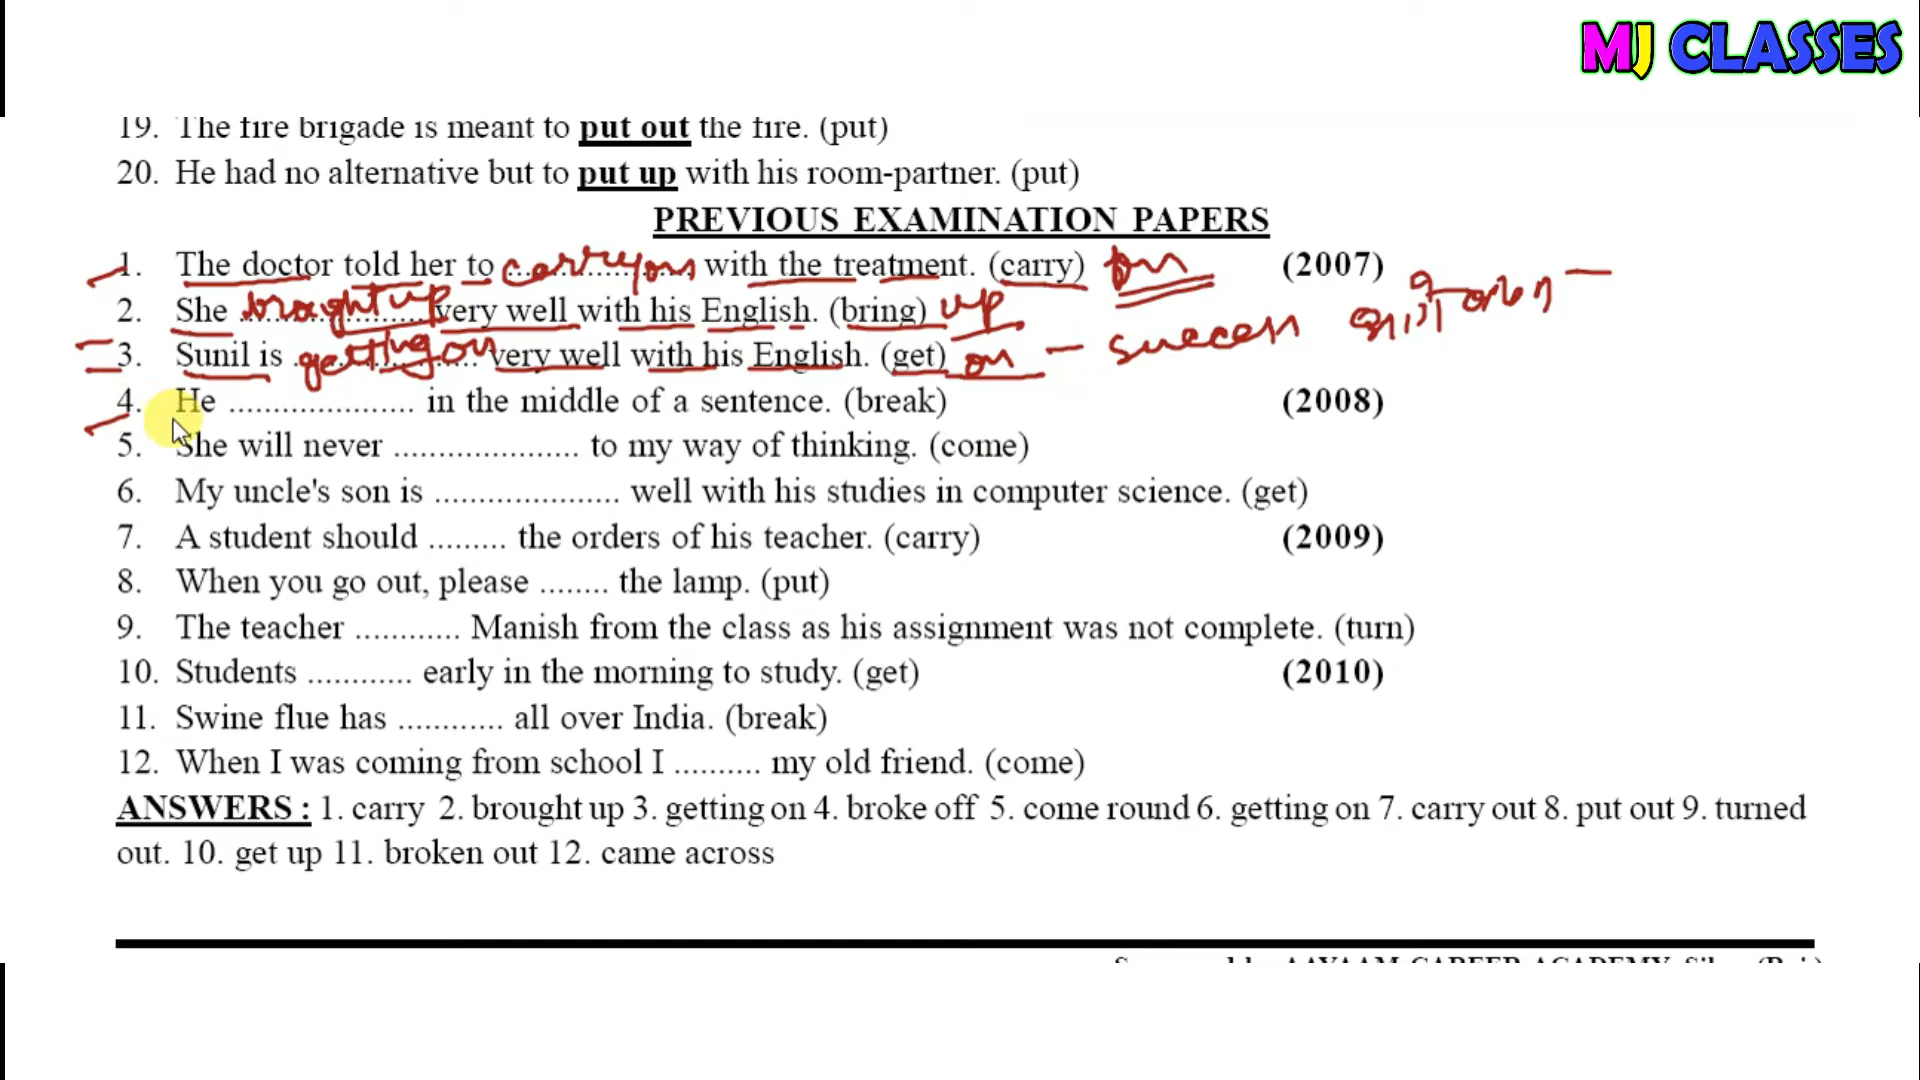 MJ CLASSES
19. The fire brigade is meant to put out the fire. (put)
20. He had no alternative but to put up with his room-partner. (put)
PREVIOUS EXAMINATION PAPERS
1. The doctor told her to carry on with the treatment. (carry) on (2007)
2. She brought up very well with his English. (bring) up
3. Sunil is getting on very well with his English. (get) on - success
4. He ..................... in the middle of a sentence. (break) (2008)
5. She will never ..................... to my way of thinking. (come)
6. My uncle's son is ..................... well with his studies in computer science. (get)
7. A student should ......... the orders of his teacher. (carry) (2009)
8. When you go out, please ........ the lamp. (put)
9. The teacher ............ Manish from the class as his assignment was not complete. (turn)
10. Students ............ early in the morning to study. (get) (2010)
11. Swine flue has ............ all over India. (break)
12. When I was coming from school I .......... my old friend. (come)
ANSWERS : 1. carry 2. brought up 3. getting on 4. broke off 5. come round 6. getting on 7. carry out 8. put out 9. turned
out. 10. get up 11. broken out 12. came across